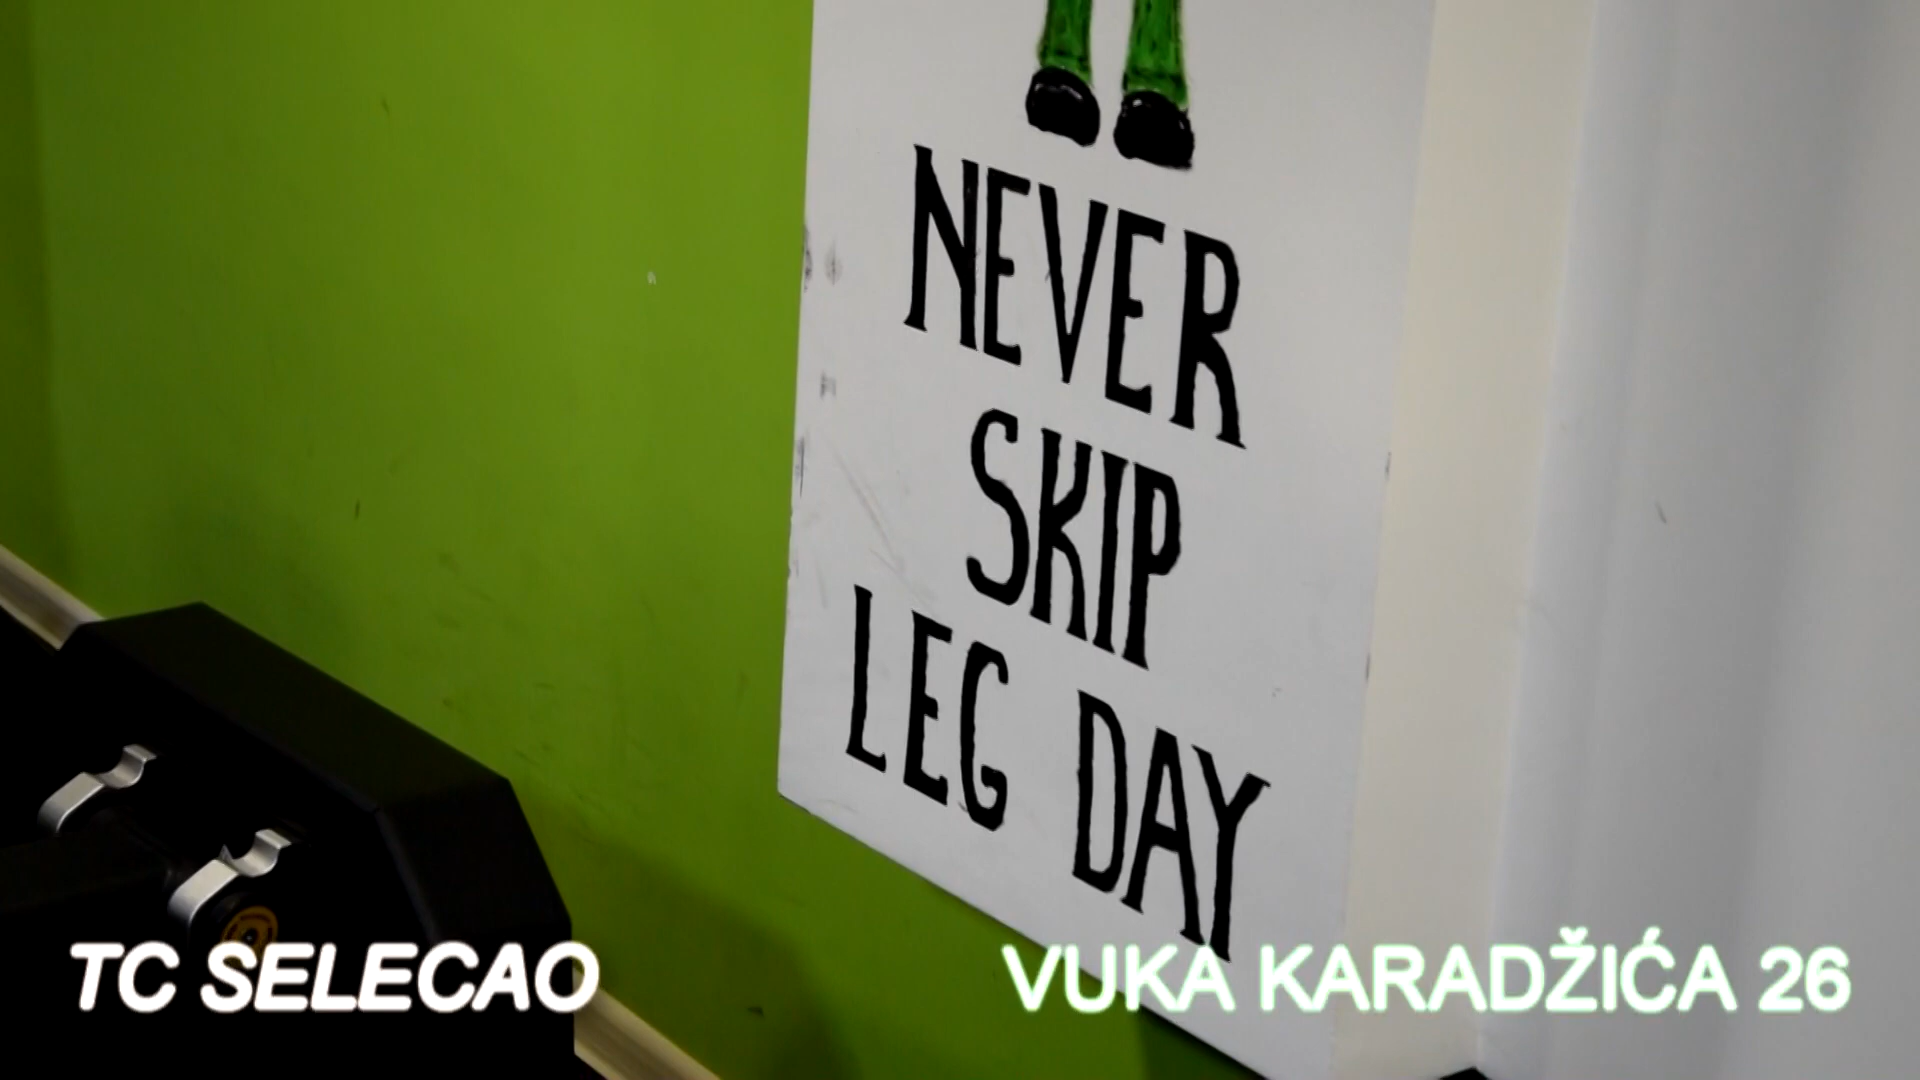 NEVER
SKIP
LEG DAY
TC SELECAO
VUKA KARADŽIĆA 26